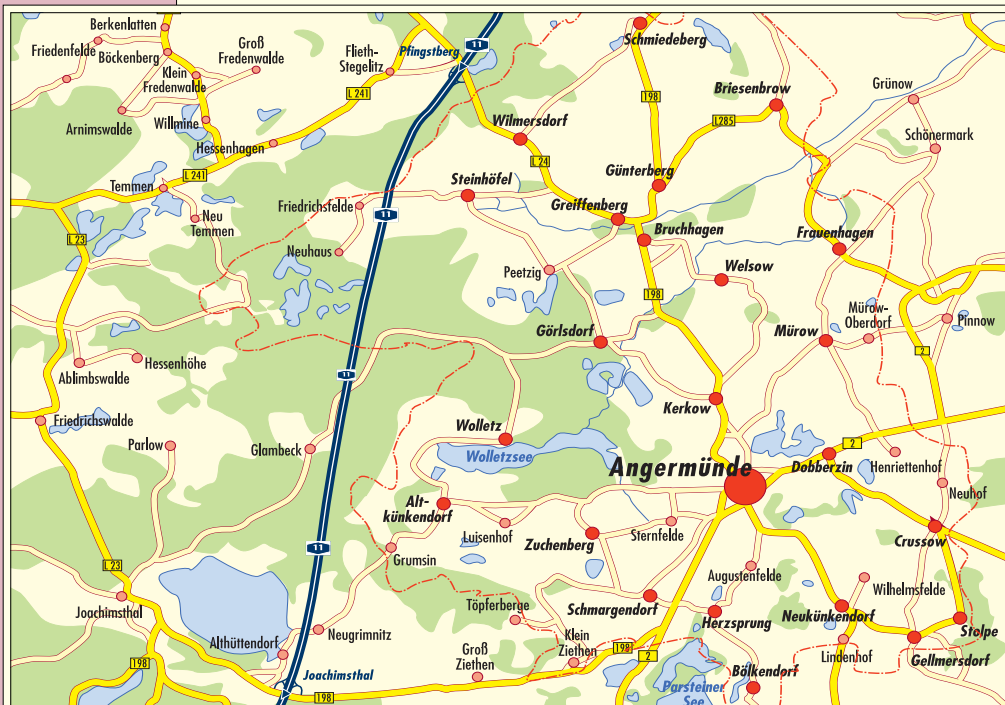 Berkenlatten
Friedenfelde
Böckenberg
Groß
Fredenwalde
Klein
Fredenwalde
Arnimswalde
Willmine
Hessenhagen
Flieth-
Stegelitz
Pfingstberg
11
L 241
Schmiedeberg
198
Briesenbrow
L285
Grünow
Schönermark
Wilmersdorf
L 24
Günterberg
Temmen
L 241
Neu
Temmen
L 23
Friedrichsfelde
11
Neuhaus
Steinhöfel
Greiffenberg
Bruchhagen
Frauenhagen
Peetzig
Welsow
198
Mürow-
Oberdorf
Pinnow
Görlsdorf
Mürow
2
Hessenhöhe
Ablimbswalde
11
Kerkow
Friedrichswalde
Parlow
Glambeck
Wolletz
Wolletzsee
Angermünde
2
Dobberzin
Henriettenhof
Neuhof
Alt-
künkendorf
Luisenhof
Zuchenberg
Sternfelde
Crussow
11
Grumsin
L 23
Augustenfelde
Wilhelmsfelde
Joachimsthal
Töpferberge
Schmargendorf
Herzsprung
Neukünkendorf
Stolpe
Neugrimnitz
Althüttendorf
Klein
Ziethen
Groß
Ziethen
198
2
Lindenhof
Gellmersdorf
198
Joachimsthal
198
Bölkendorf
Parsteiner
See